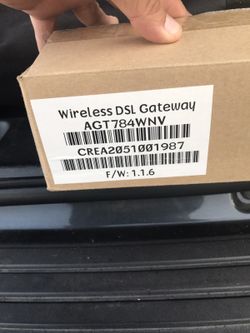 Wireless DSL Gateway
AGT784WNV
CREA2051001987
F/W: 1.1.6